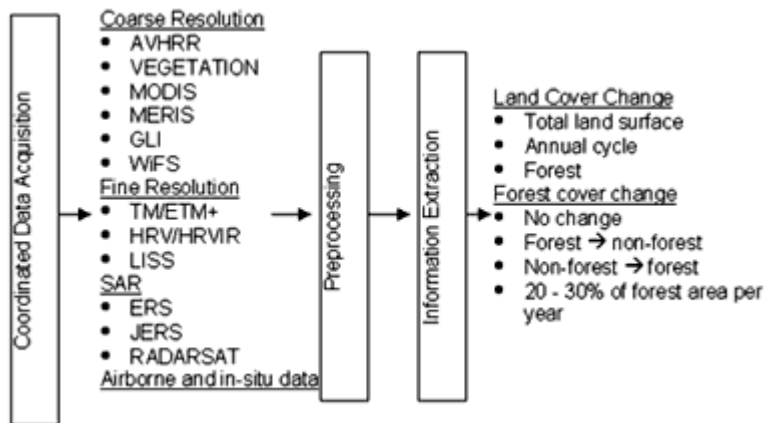 Coordinated Data Acquisition
Coarse Resolution
• AVHRR
• VEGETATION
• MODIS
• MERIS
• GLI
• WiFS
Fine Resolution
• TM/ETM+
• HRV/HRVIR
• LISS
SAR
• ERS
• JERS
• RADARSAT
Airborne and in-situ data
Preprocessing
Information Extraction
Land Cover Change
• Total land surface
• Annual cycle
• Forest
Forest cover change
• No change
• Forest → non-forest
• Non-forest → forest
• 20 - 30% of forest area per
year